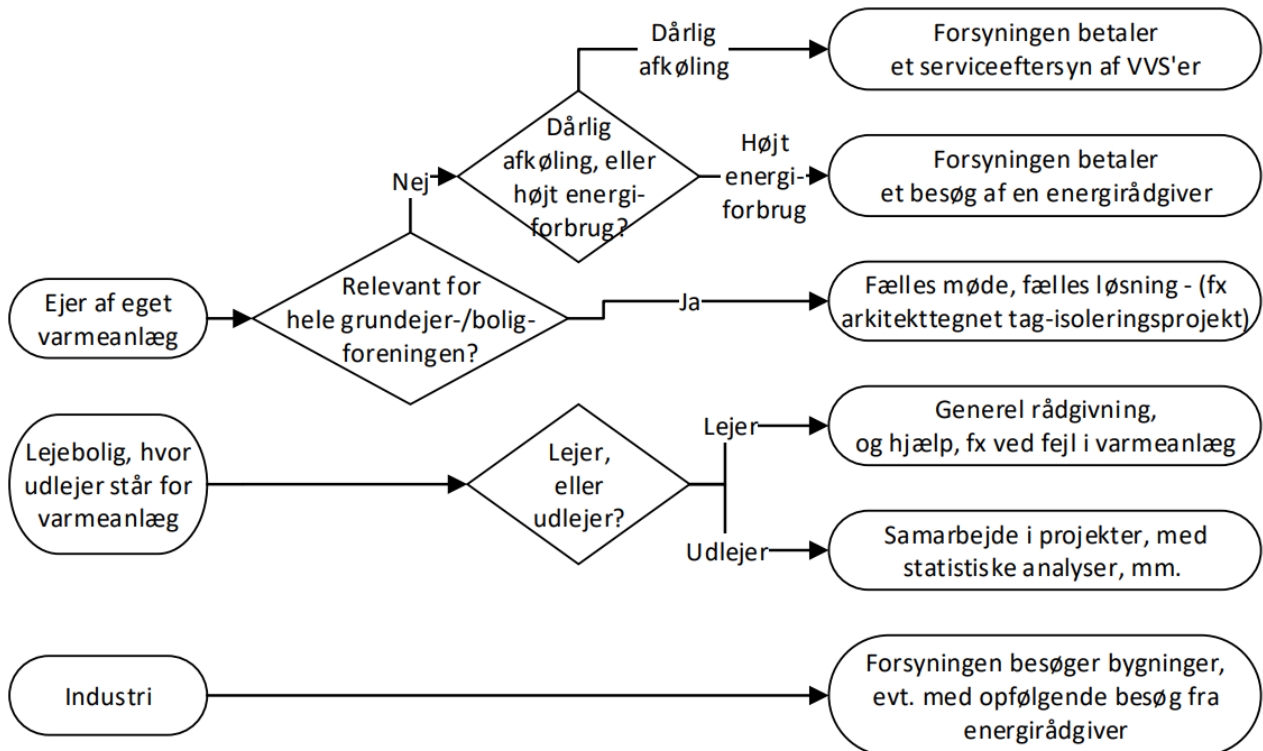 Dårlig
afkøling
Forsyningen betaler
et serviceeftersyn af VVS'er
Dårlig
afkøling, eller
højt energi-
forbrug?
Højt
energi-
forbrug
Forsyningen betaler
et besøg af en energirådgiver
Nej
Ejer af eget
varmeanlæg
Relevant for
hele grundejer-/bolig-
foreningen?
Ja
Fælles møde, fælles løsning - (fx
arkitekttegnet tag-isoleringsprojekt)
Lejebolig, hvor
udlejer står for
varmeanlæg
Lejer,
eller
udlejer?
Lejer
Generel rådgivning,
og hjælp, fx ved fejl i varmeanlæg
Udlejer
Samarbejde i projekter, med
statistiske analyser, mm.
Industri
Forsyningen besøger bygninger,
evt. med opfølgende besøg fra
energirådgiver